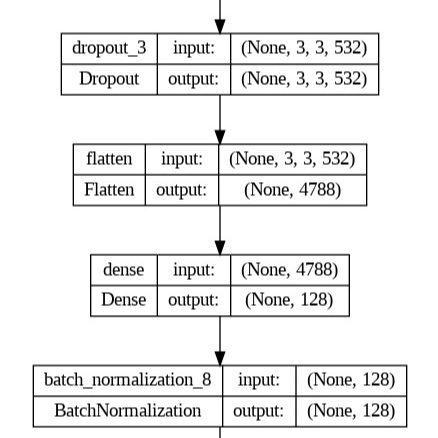 dropout_3 input: (None, 3, 3, 532)
Dropout output: (None, 3, 3, 532)
flatten input: (None, 3, 3, 532)
Flatten output: (None, 4788)
dense input: (None, 4788)
Dense output: (None, 128)
batch_normalization_8 input: (None, 128)
BatchNormalization output: (None, 128)